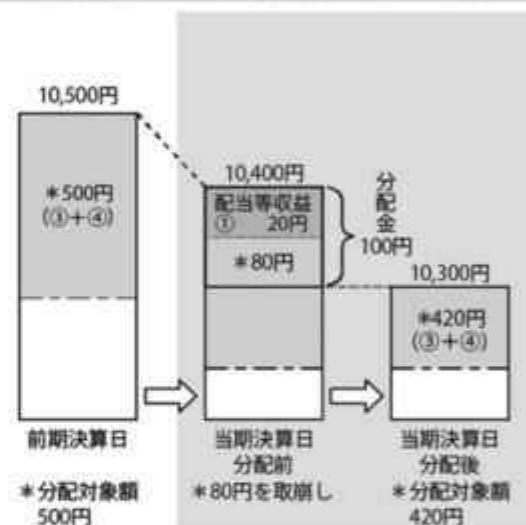 10,500円
＊500円
(③＋④)
前期決算日
＊分配対象額
500円
10,400円
配当等収益
① 20円
＊80円
分配金
100円
当期決算日
分配前
＊80円を取崩し
10,300円
＊420円
(③＋④)
当期決算日
分配後
＊分配対象額
420円